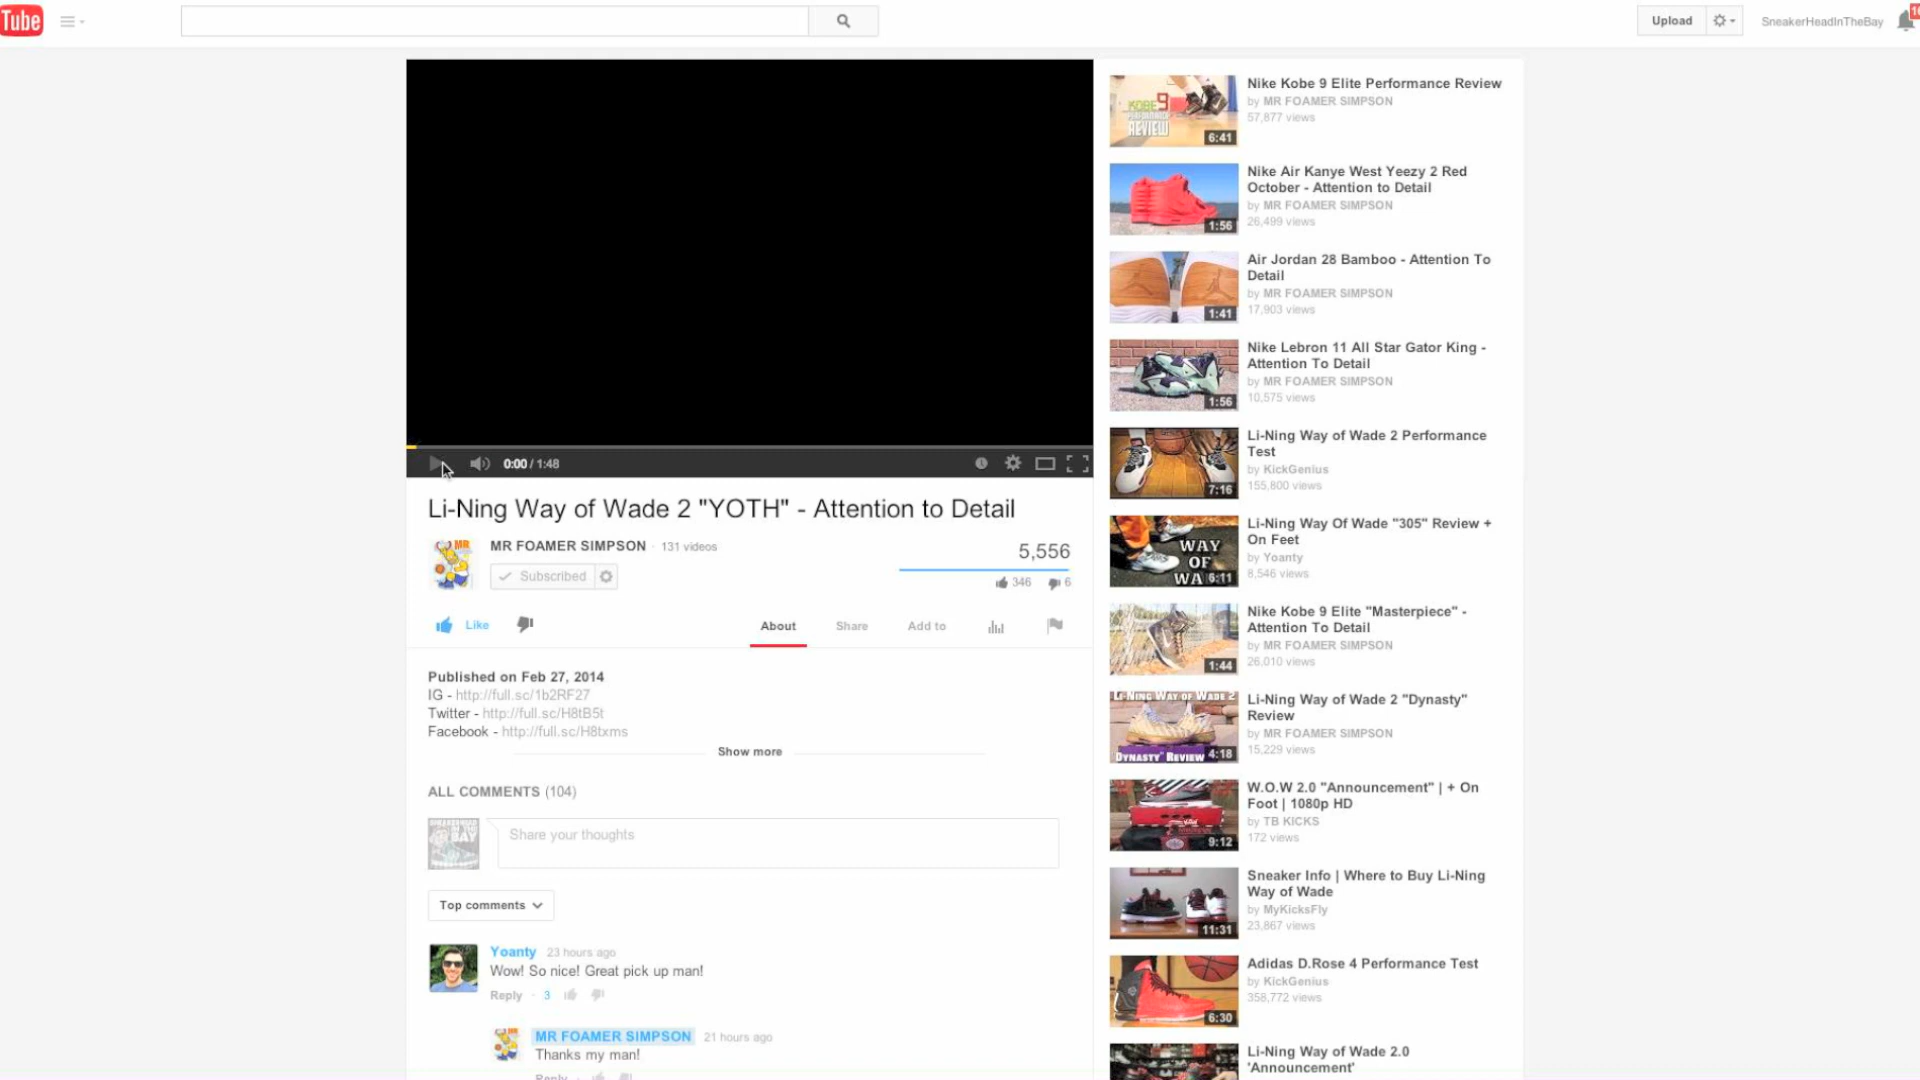 Tube
Upload
SneakerHeadInTheBay
0:00 / 1:48
Li-Ning Way of Wade 2 "YOTH" - Attention to Detail
MR FOAMER SIMPSON · 131 videos
Subscribed
5,556
346 6
Like
About Share Add to
Published on Feb 27, 2014
IG - http://full.sc/1b2RF27
Twitter - http://full.sc/H8tB5t
Facebook - http://full.sc/H8txms
Show more
ALL COMMENTS (104)
Share your thoughts
Top comments
Yoanty 23 hours ago
Wow! So nice! Great pick up man!
Reply · 3
MR FOAMER SIMPSON 21 hours ago
Thanks my man!
Reply
KOBE 9
PERFORMANCE
REVIEW
6:41
Nike Kobe 9 Elite Performance Review
by MR FOAMER SIMPSON
57,877 views
1:56
Nike Air Kanye West Yeezy 2 Red
October - Attention to Detail
by MR FOAMER SIMPSON
26,499 views
1:41
Air Jordan 28 Bamboo - Attention To
Detail
by MR FOAMER SIMPSON
17,903 views
1:56
Nike Lebron 11 All Star Gator King -
Attention To Detail
by MR FOAMER SIMPSON
10,575 views
7:16
Li-Ning Way of Wade 2 Performance
Test
by KickGenius
155,800 views
WAY
OF
WA 6:11
Li-Ning Way Of Wade "305" Review +
On Feet
by Yoanty
8,546 views
1:44
Nike Kobe 9 Elite "Masterpiece" -
Attention To Detail
by MR FOAMER SIMPSON
26,010 views
Li-Ning Way of Wade 2
Dynasty" Review 4:18
Li-Ning Way of Wade 2 "Dynasty"
Review
by MR FOAMER SIMPSON
15,229 views
9:12
W.O.W 2.0 "Announcement" | + On
Foot | 1080p HD
by TB KICKS
172 views
11:31
Sneaker Info | Where to Buy Li-Ning
Way of Wade
by MyKicksFly
23,867 views
6:30
Adidas D.Rose 4 Performance Test
by KickGenius
358,772 views
Li-Ning Way of Wade 2.0
'Announcement'